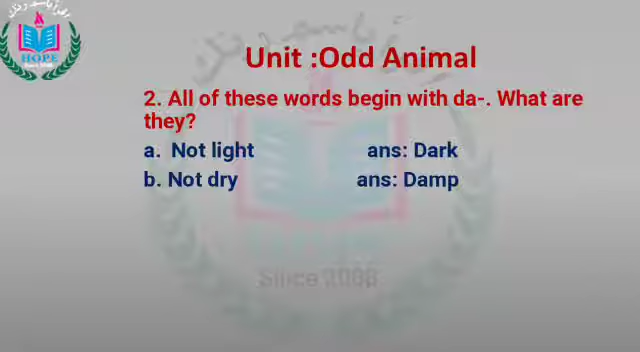 HOPE
Unit :Odd Animal
2. All of these words begin with da-. What are
they?
a. Not light ans: Dark
b. Not dry ans: Damp
Since 2008